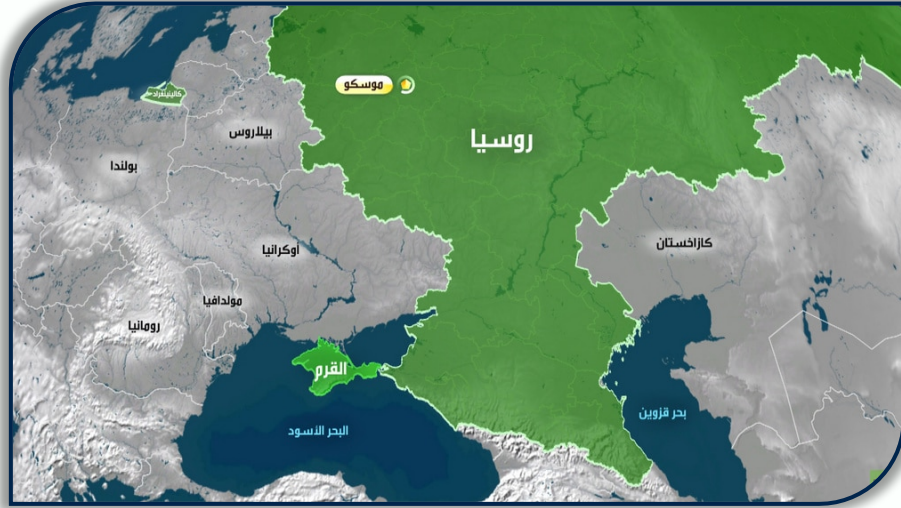 كالينينغراد
موسكو
روسيا
بيلاروس
بولندا
أوكرانيا
كازاخستان
مولدافيا
رومانيا
القرم
بحر قزوين
البحر الأسود